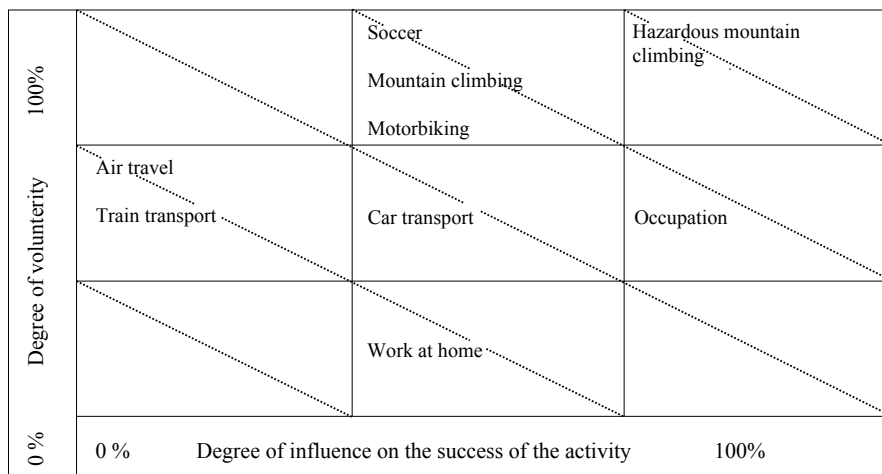 100%
Degree of volunterity
0 %
Soccer
Mountain climbing
Motorbiking
Hazardous mountain
climbing
Air travel
Train transport
Car transport
Occupation
Work at home
0 % Degree of influence on the success of the activity 100%